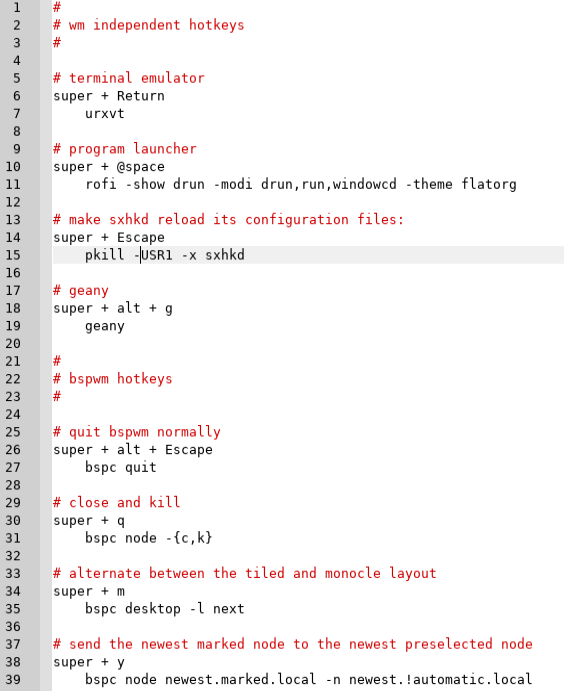 1 #
2 # wm independent hotkeys
3 #
4
5 # terminal emulator
6 super + Return
7     urxvt
8
9 # program launcher
10 super + @space
11     rofi -show drun -modi drun,run,windowcd -theme flatorg
12
13 # make sxhkd reload its configuration files:
14 super + Escape
15     pkill -USR1 -x sxhkd
16
17 # geany
18 super + alt + g
19     geany
20
21 #
22 # bspwm hotkeys
23 #
24
25 # quit bspwm normally
26 super + alt + Escape
27     bspc quit
28
29 # close and kill
30 super + q
31     bspc node -{c,k}
32
33 # alternate between the tiled and monocle layout
34 super + m
35     bspc desktop -l next
36
37 # send the newest marked node to the newest preselected node
38 super + y
39     bspc node newest.marked.local -n newest.!automatic.local